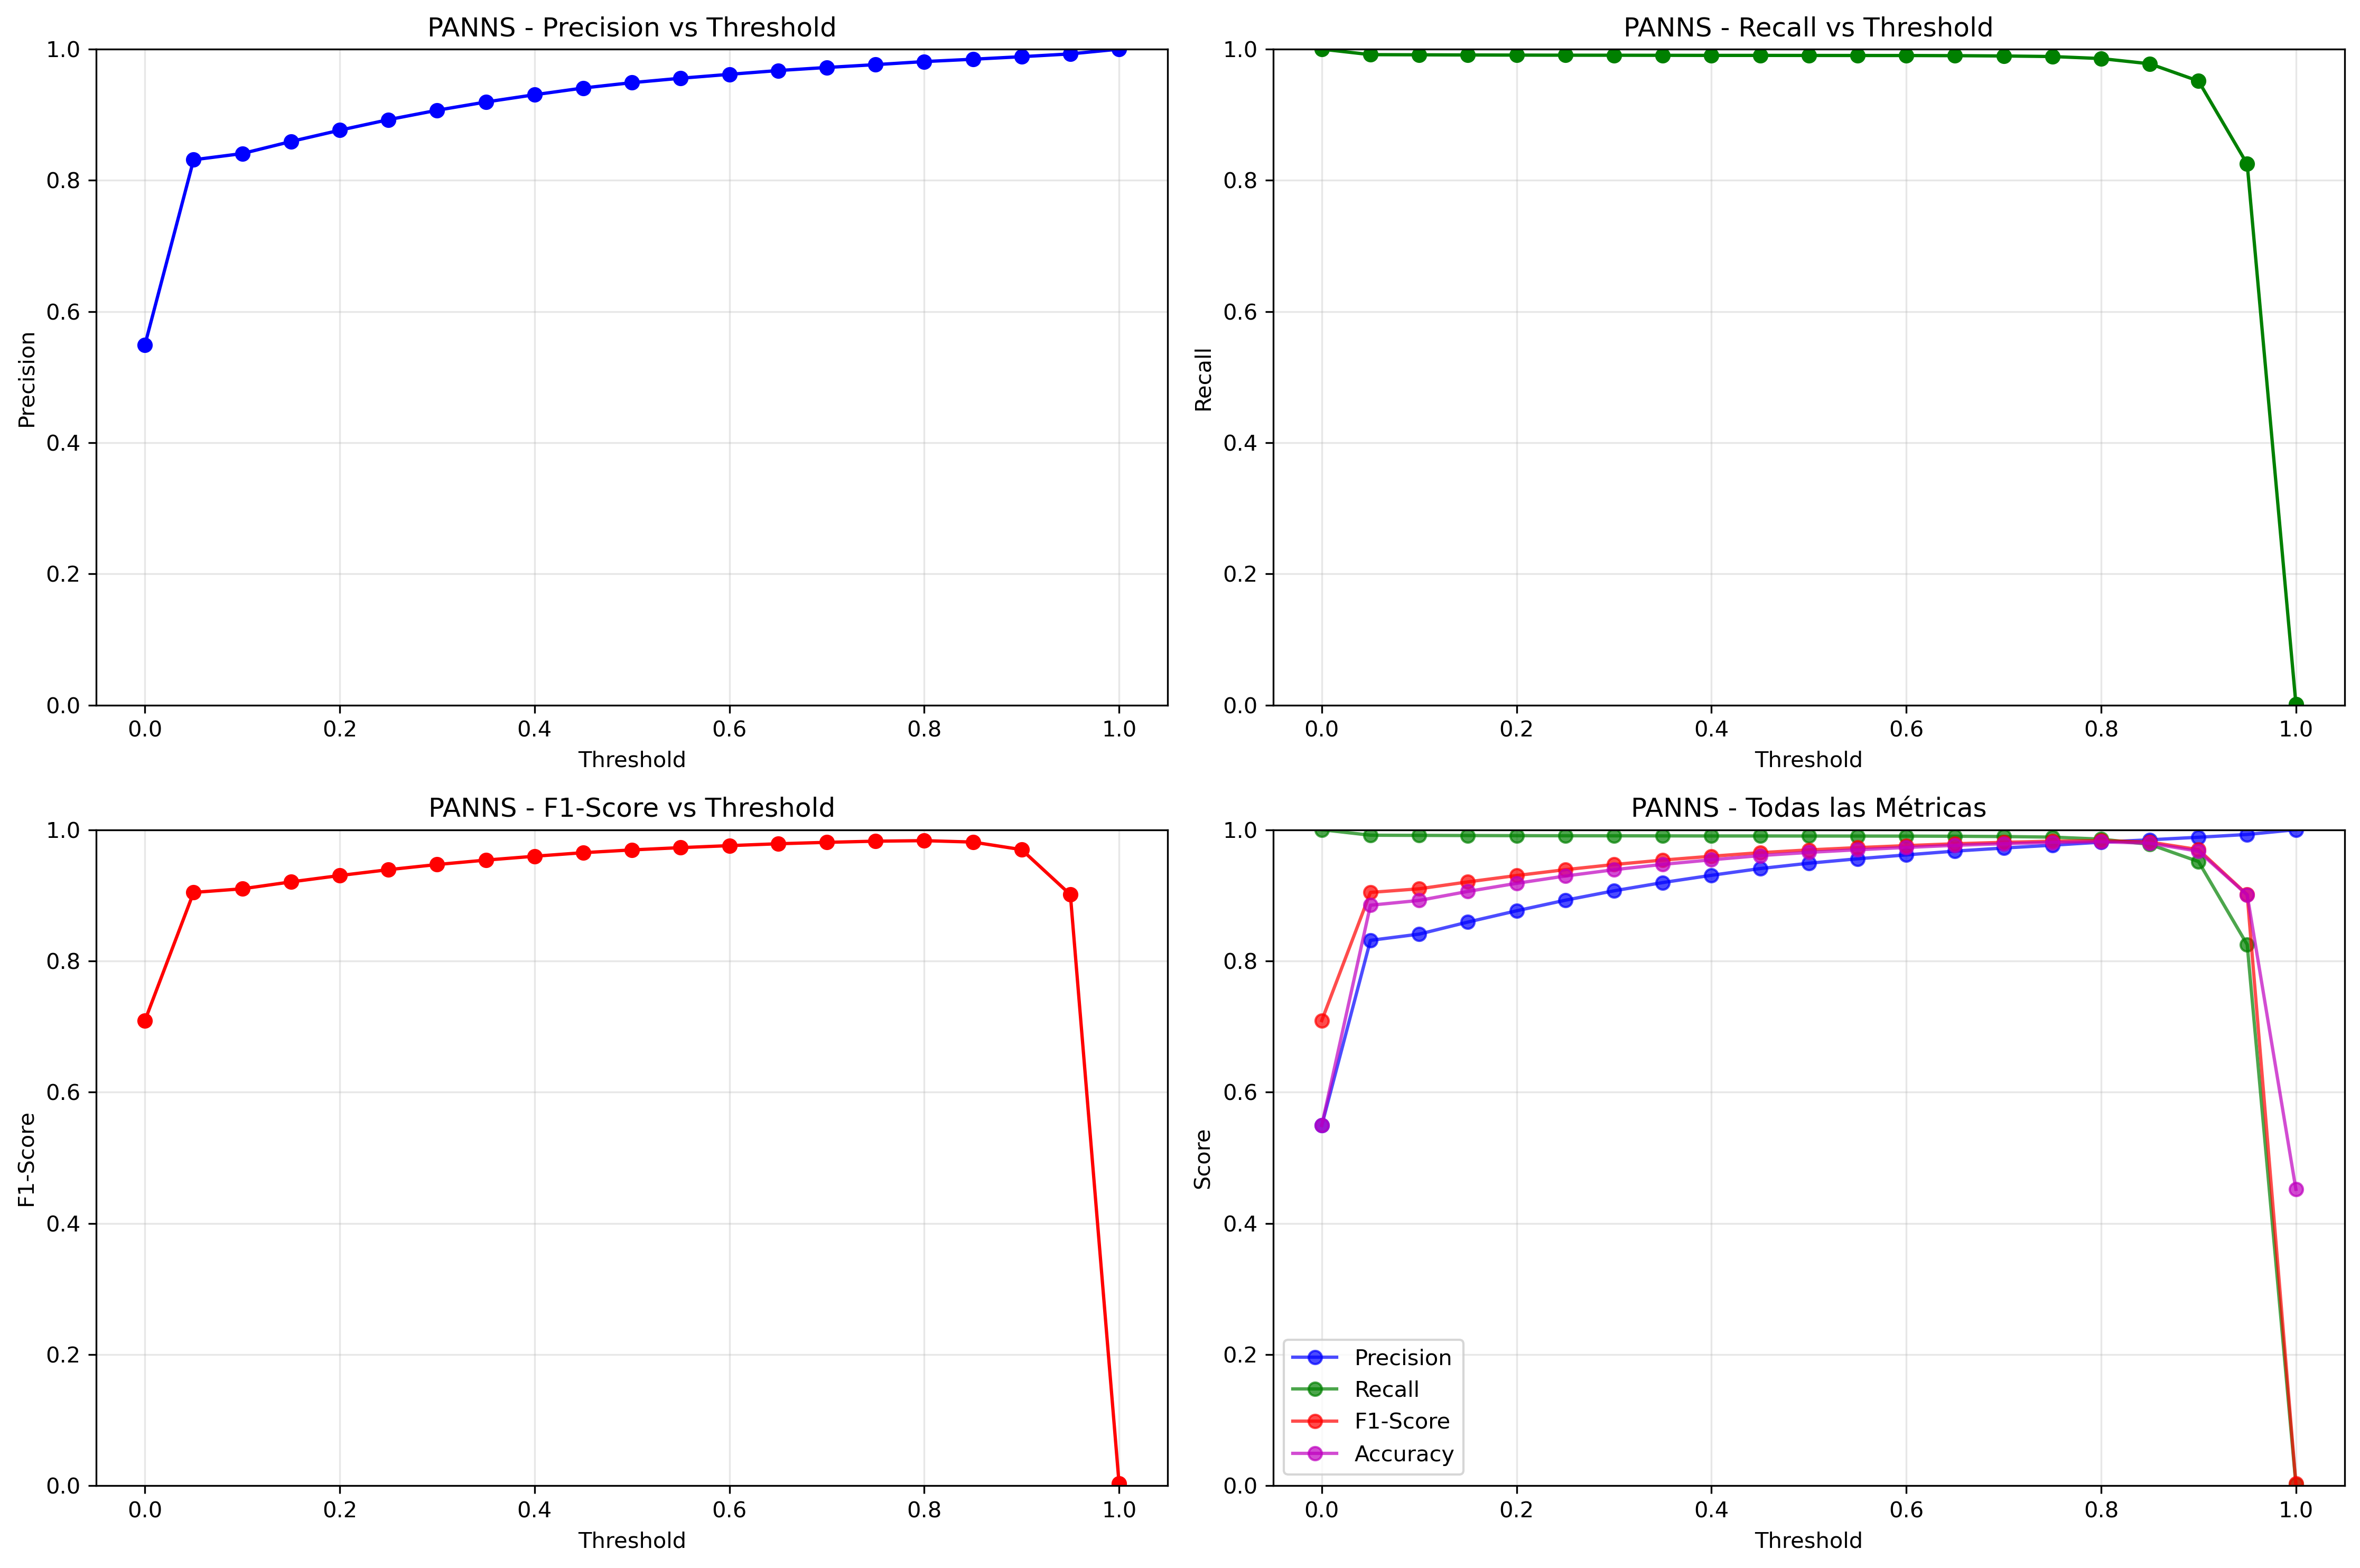 PANNS - Precision vs Threshold
1.0
0.8
0.6
0.4
0.2
0.0
Precision
0.0 0.2 0.4 0.6 0.8 1.0
Threshold
PANNS - Recall vs Threshold
1.0
0.8
0.6
0.4
0.2
0.0
Recall
0.0 0.2 0.4 0.6 0.8 1.0
Threshold
PANNS - F1-Score vs Threshold
1.0
0.8
0.6
0.4
0.2
0.0
F1-Score
0.0 0.2 0.4 0.6 0.8 1.0
Threshold
PANNS - Todas las Métricas
1.0
0.8
0.6
0.4
0.2
0.0
Score
Precision
Recall
F1-Score
Accuracy
0.0 0.2 0.4 0.6 0.8 1.0
Threshold